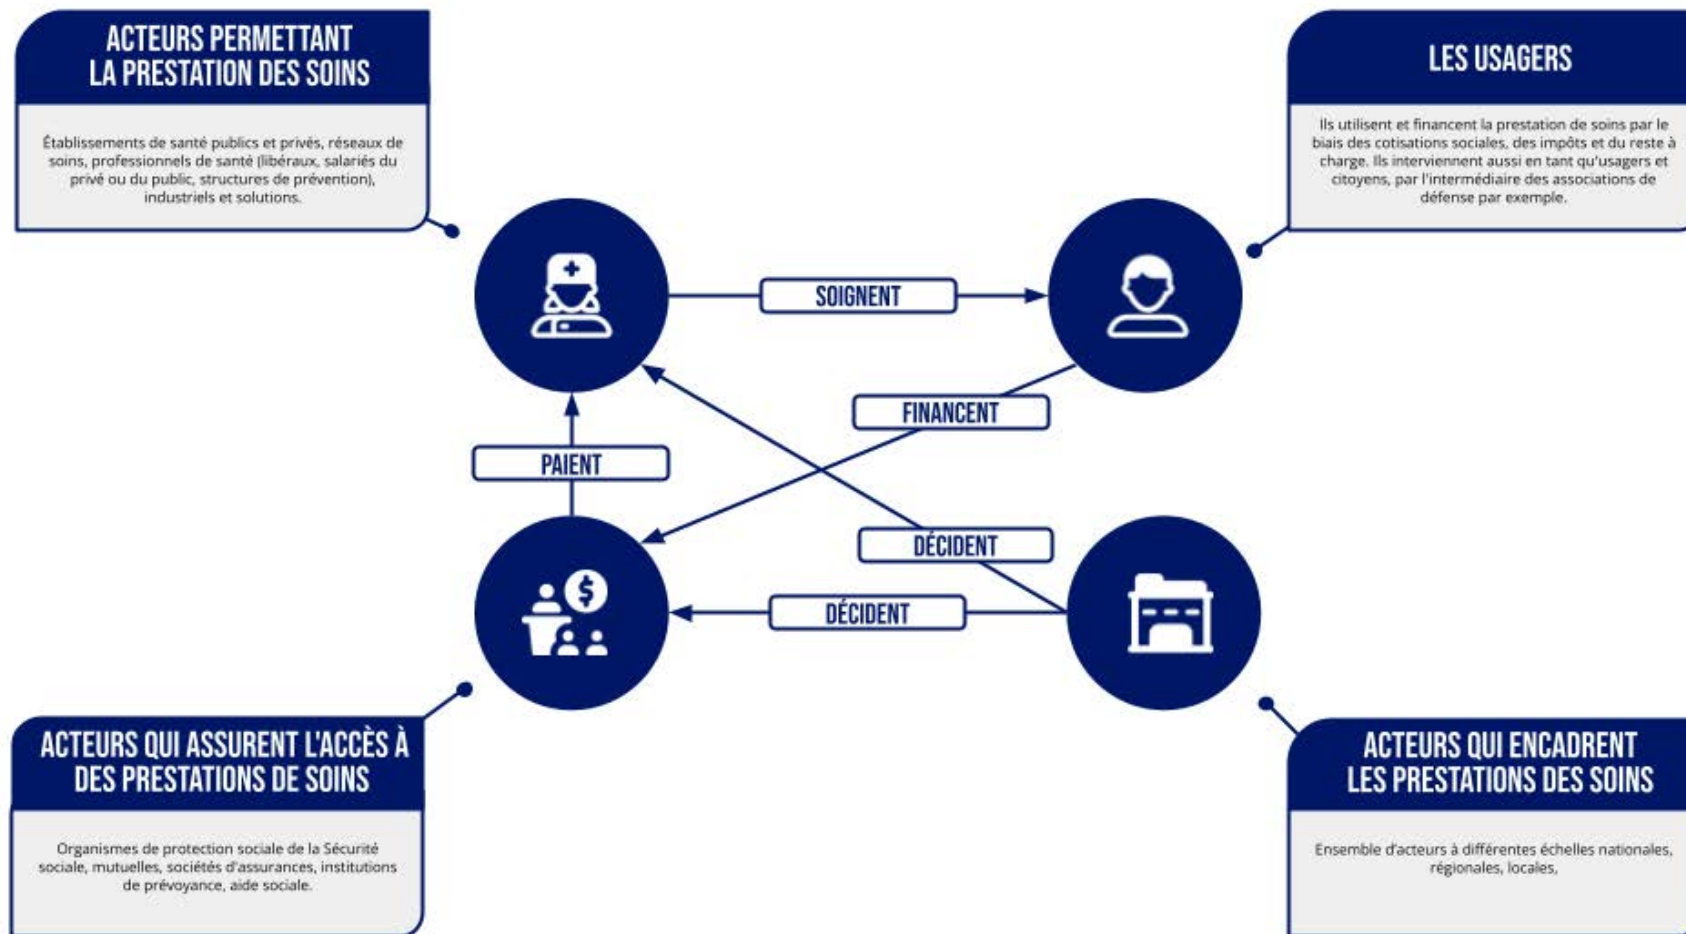 ACTEURS PERMETTANT
LA PRESTATION DES SOINS
Établissements de santé publics et privés, réseaux de
soins, professionnels de santé (libéraux, salariés du
privé ou du public, structures de prévention),
industriels et solutions.
LES USAGERS
Ils utilisent et financent la prestation de soins par le
biais des cotisations sociales, des impôts et du reste à
charge. Ils interviennent aussi en tant qu'usagers et
citoyens, par l'intermédiaire des associations de
défense par exemple.
SOIGNENT
FINANCENT
PAIENT
DÉCIDENT
$
DÉCIDENT
ACTEURS QUI ASSURENT L'ACCÈS À
DES PRESTATIONS DE SOINS
Organismes de protection sociale de la Sécurité
sociale, mutuelles, sociétés d'assurances, institutions
de prévoyance, aide sociale.
ACTEURS QUI ENCADRENT
LES PRESTATIONS DES SOINS
Ensemble d'acteurs à différentes échelles nationales,
régionales, locales,